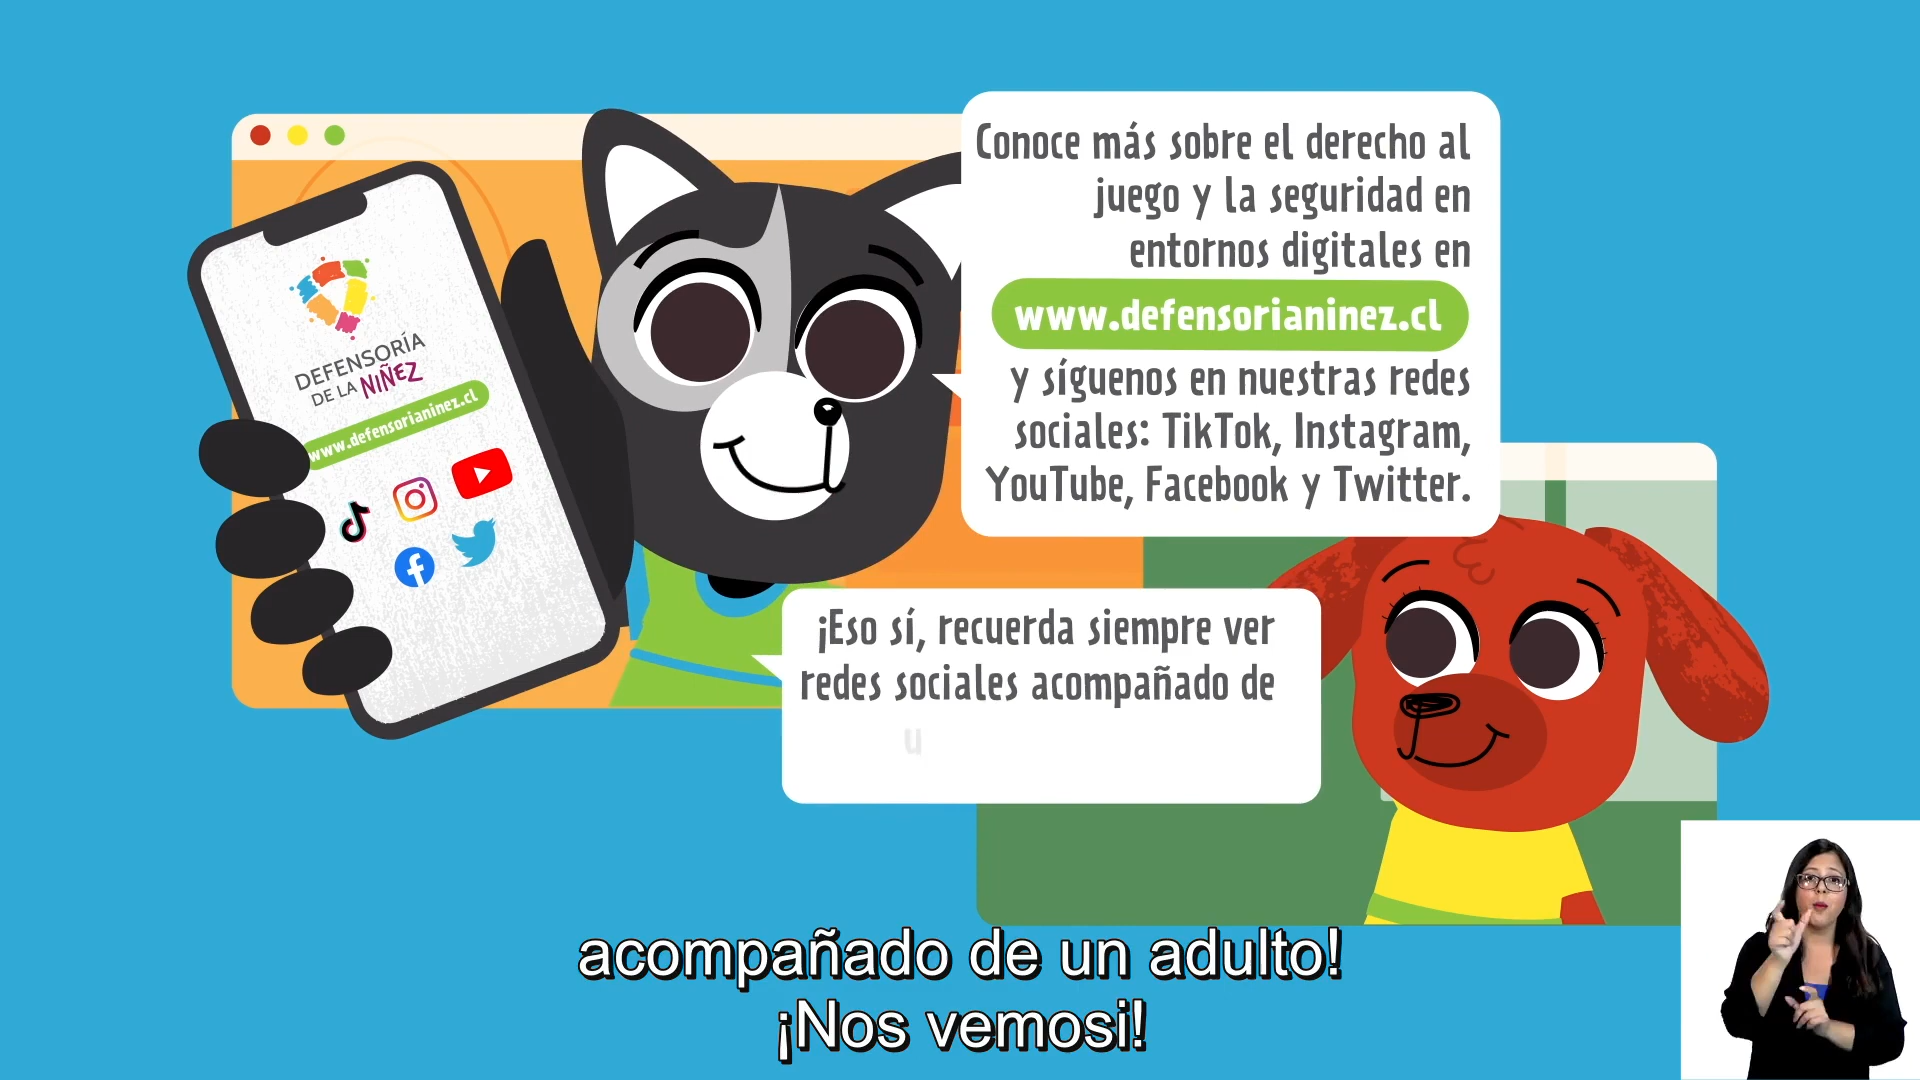 Conoce más sobre el derecho al
juego y la seguridad en
entornos digitales en
www.defensorianinez.cl
y síguenos en nuestras redes
sociales: TikTok, Instagram,
YouTube, Facebook y Twitter.
DEFENSORÍA
DE LA NIÑEZ
www.defensorianinez.cl
¡Eso sí, recuerda siempre ver
redes sociales acompañado de
u
acompañado de un adulto!
¡Nos vemosi!